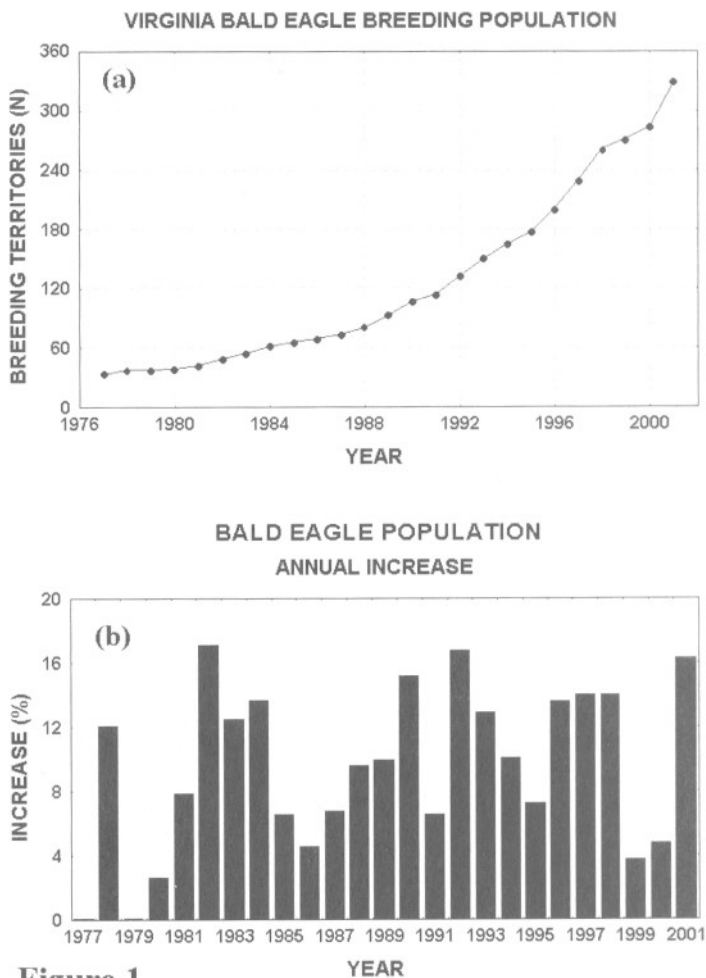 VIRGINIA BALD EAGLE BREEDING POPULATION
360
(a)
300
240
180
120
60
0
BREEDING TERRITORIES (N)
1976 1980 1984 1988 1992 1996 2000
YEAR
BALD EAGLE POPULATION
ANNUAL INCREASE
20
(b)
16
12
8
4
0
INCREASE (%)
1977 1979 1981 1983 1985 1987 1989 1991 1993 1995 1997 1999 2001
YEAR
Figure 1